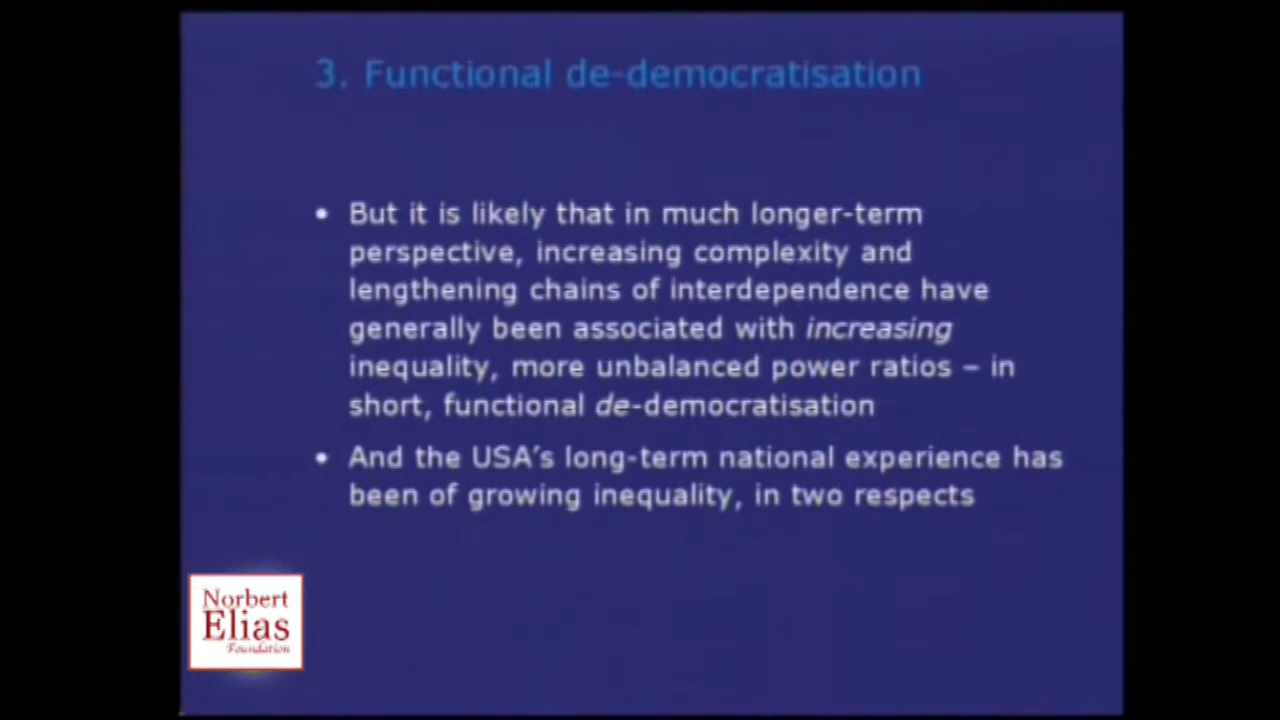 3. Functional de-democratisation
• But it is likely that in much longer-term
perspective, increasing complexity and
lengthening chains of interdependence have
generally been associated with increasing
inequality, more unbalanced power ratios – in
short, functional de-democratisation
• And the USA’s long-term national experience has
been of growing inequality, in two respects
Norbert
Elias
Foundation